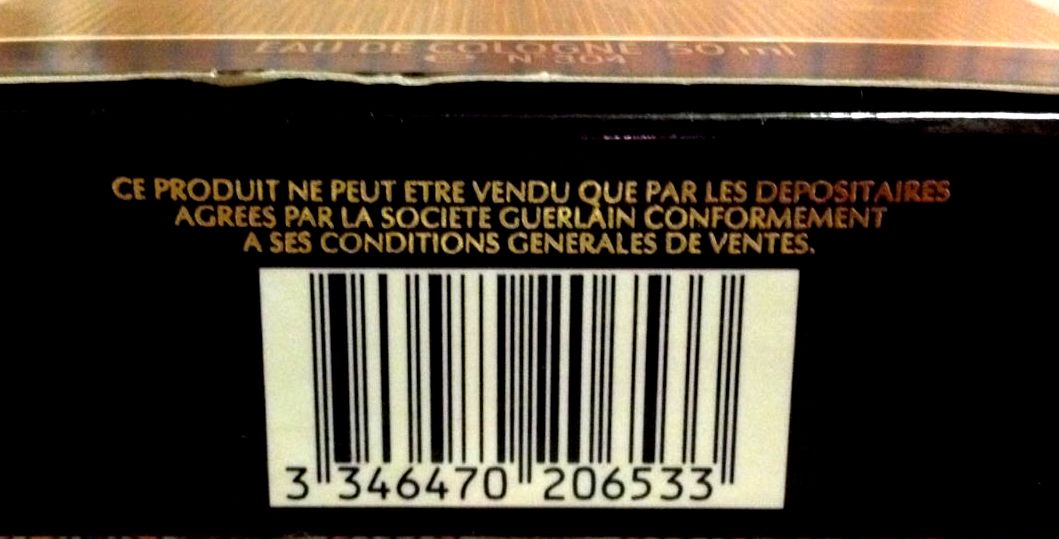 EAU DE COLOGNE 50 ml
N° 304
CE PRODUIT NE PEUT ETRE VENDU QUE PAR LES DEPOSITAIRES
AGREES PAR LA SOCIETE GUERLAIN CONFORMEMENT
A SES CONDITIONS GENERALES DE VENTES.
3 346470 206533